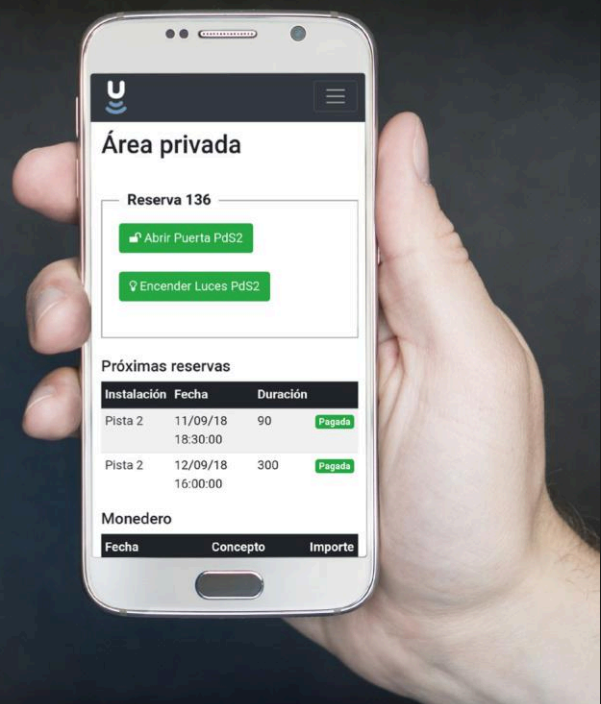 U
Área privada
Reserva 136
Abrir Puerta PdS2
Encender Luces PdS2
Próximas reservas
Instalación Fecha Duración
Pista 2 11/09/18 90 Pagada
18:30:00
Pista 2 12/09/18 300 Pagada
16:00:00
Monedero
Fecha Concepto Importe